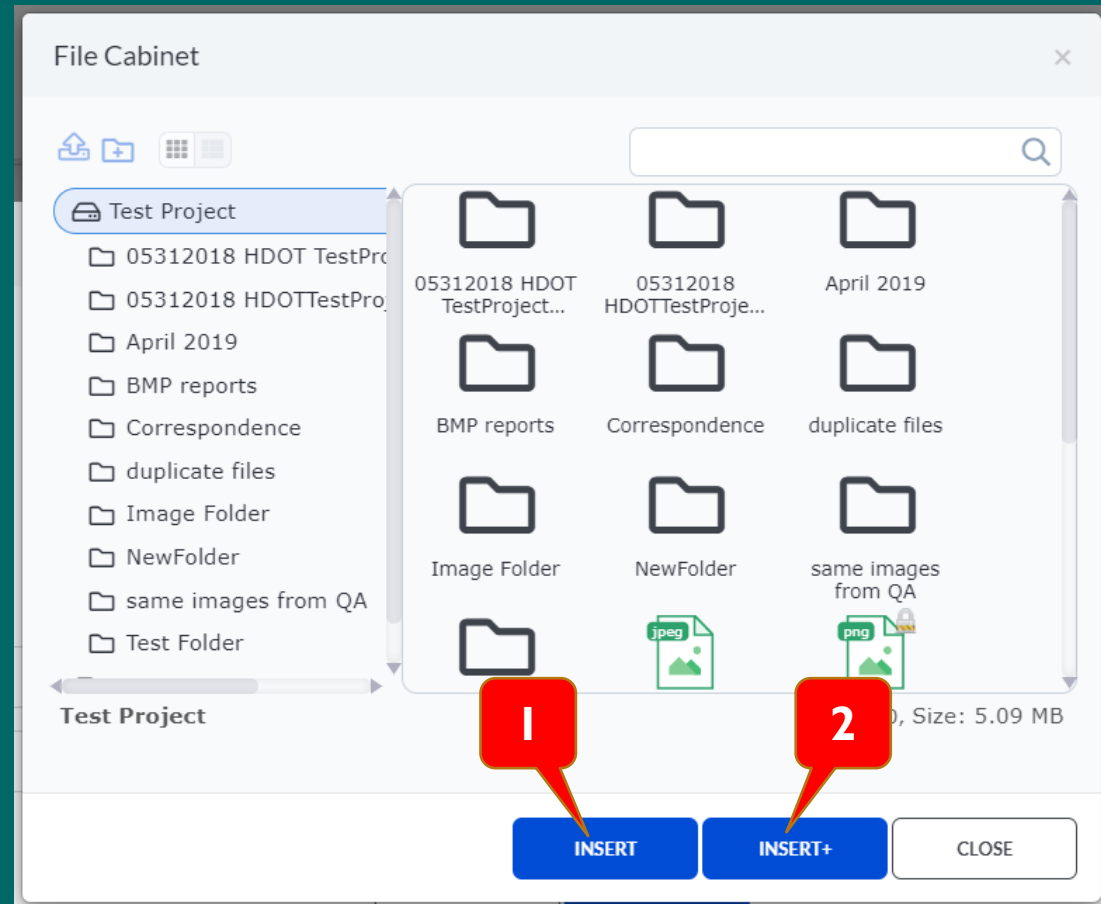 File Cabinet
Test Project
05312018 HDOT TestPro
05312018 HDOTTestProj
April 2019
BMP reports
Correspondence
duplicate files
Image Folder
NewFolder
same images from QA
Test Folder
05312018 HDOT
TestProject...
05312018
HDOTTestProje...
April 2019
BMP reports
Correspondence
duplicate files
Image Folder
NewFolder
same images
from QA
jpeg
png
Test Project
, Size: 5.09 MB
1
2
INSERT
INSERT+
CLOSE